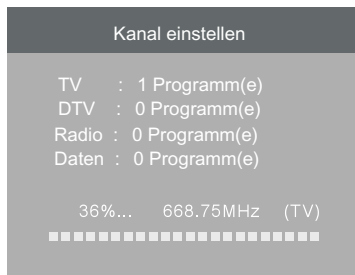 Kanal einstellen
TV : 1 Programm(e)
DTV : 0 Programm(e)
Radio : 0 Programm(e)
Daten : 0 Programm(e)
36%... 668.75MHz (TV)